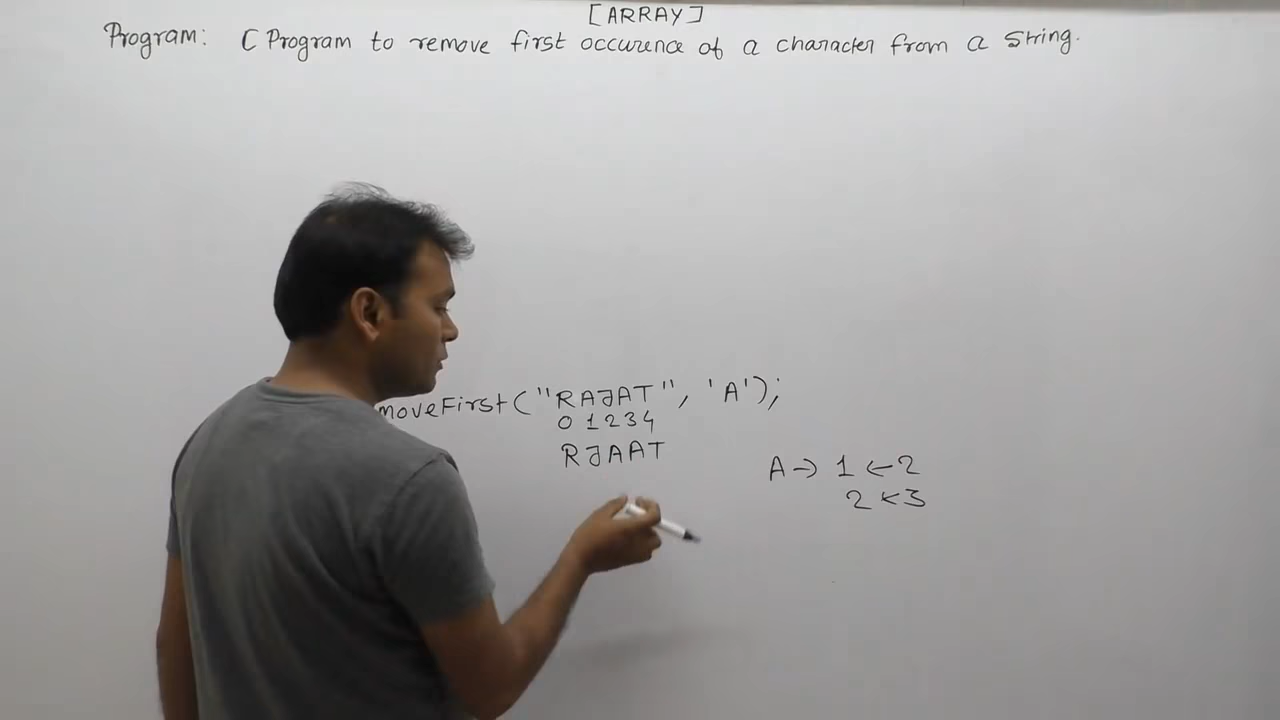 [ARRAY]
Program: C Program to remove first occurence of a character from a String.
moveFirst("RAJAT", 'A');
0 1 2 3 4
RJAAT
A→ 1 ← 2
2 ← 3